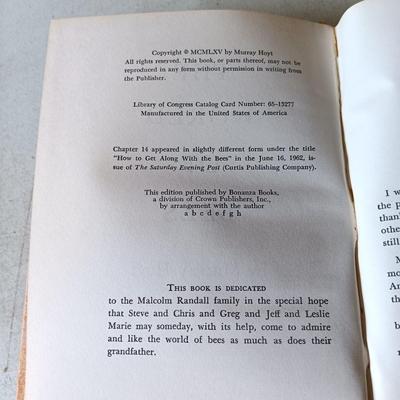 Copyright © MCMLXV by Murray Hoyt
All rights reserved. This book, or parts thereof, may not be
reproduced in any form without permission in writing from
the Publisher.
Library of Congress Catalog Card Number: 65-13277
Manufactured in the United States of America
Chapter 14 appeared in slightly different form under the title
"How to Get Along With the Bees" in the June 16, 1962, is-
sue of The Saturday Evening Post (Curtis Publishing Company).
This edition published by Bonanza Books,
a division of Crown Publishers, Inc.,
by arrangement with the author
a b c d e f g h
THIS BOOK IS DEDICATED
to the Malcolm Randall family in the special hope
that Steve and Chris and Greg and Jeff and Leslie
Marie may someday, with its help, come to admire
and like the world of bees as much as does their
grandfather.
I w
the p
than
othe
still
M
mo
An